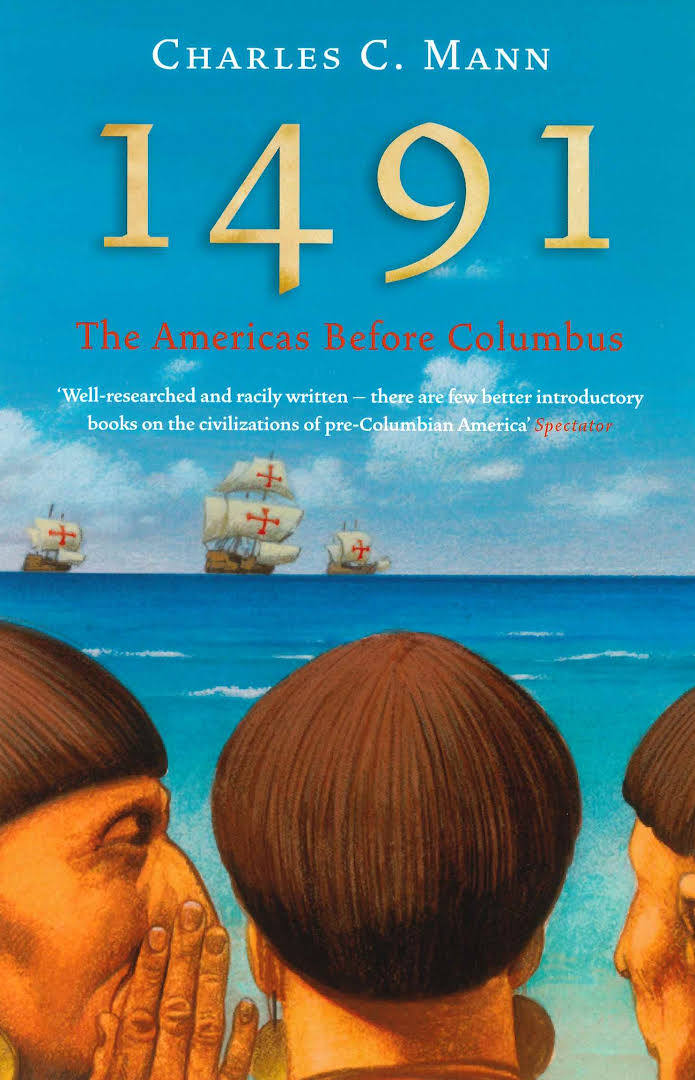 CHARLES C. MANN
1491
The Americas Before Columbus
‘Well-researched and racily written – there are few better introductory
books on the civilizations of pre-Columbian America’ Spectator